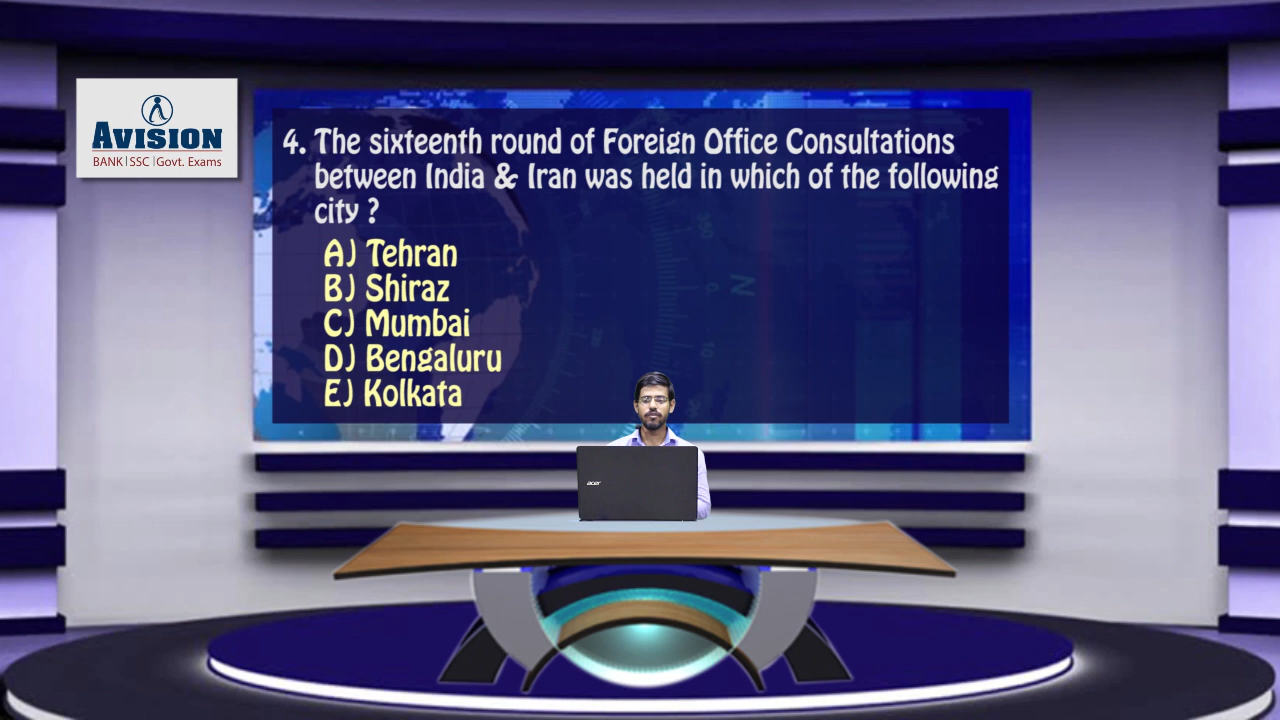 AVISION
BANK|SSC|Govt. Exams
4. The sixteenth round of Foreign Office Consultations
between India & Iran was held in which of the following
city ?
A) Tehran
B) Shiraz
C) Mumbai
D) Bengaluru
E) Kolkata
acer